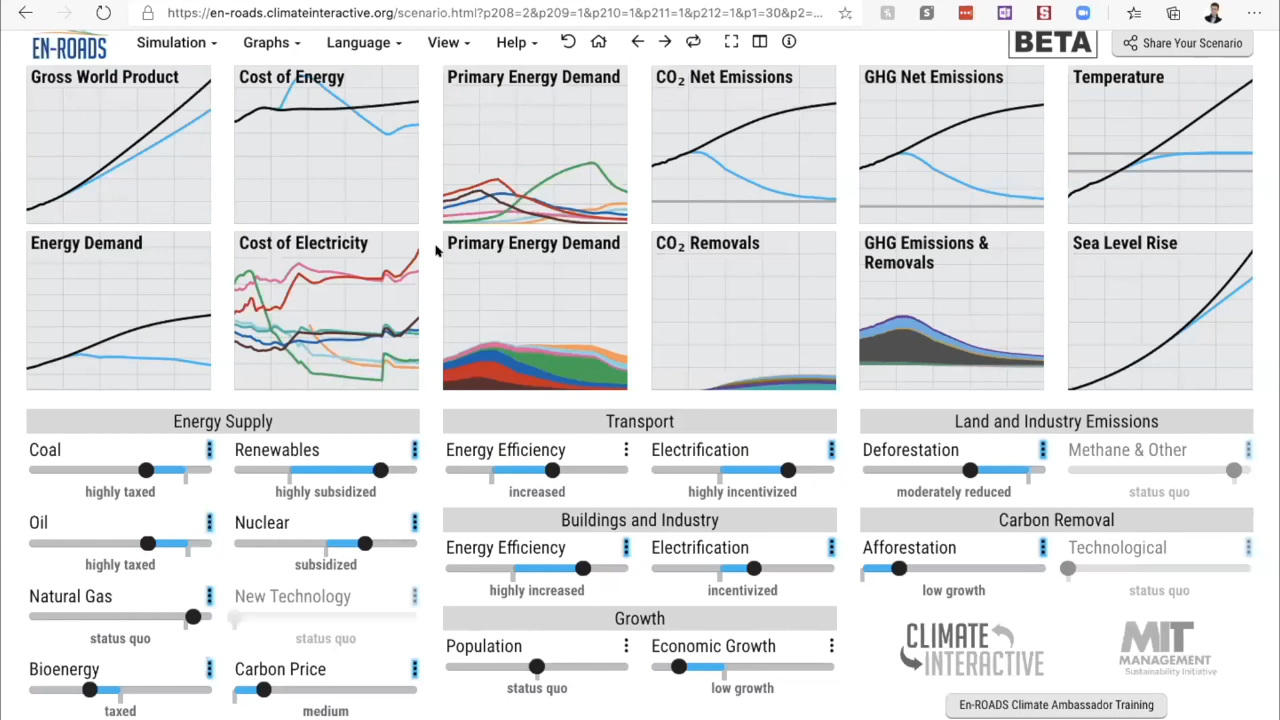 https://en-roads.climateinteractive.org/scenario.html?p208=2&p209=1&p210=1&p211=1&p212=1&p1=30&p2=...
EN-ROADS
Simulation
Graphs
Language
View
Help
BETA
Share Your Scenario
Gross World Product
Cost of Energy
Primary Energy Demand
CO₂ Net Emissions
GHG Net Emissions
Temperature
Energy Demand
Cost of Electricity
Primary Energy Demand
CO₂ Removals
GHG Emissions &
Removals
Sea Level Rise
Energy Supply
Transport
Land and Industry Emissions
Coal
highly taxed
Renewables
highly subsidized
Energy Efficiency
increased
Electrification
highly incentivized
Deforestation
moderately reduced
Methane & Other
status quo
Oil
highly taxed
Nuclear
subsidized
Buildings and Industry
Energy Efficiency
highly increased
Electrification
incentivized
Carbon Removal
Afforestation
low growth
Technological
status quo
Natural Gas
status quo
New Technology
status quo
Growth
Population
status quo
Economic Growth
low growth
Bioenergy
taxed
Carbon Price
medium
CLIMATE
INTERACTIVE
MIT
MANAGEMENT
Sustainability Initiative
En-ROADS Climate Ambassador Training